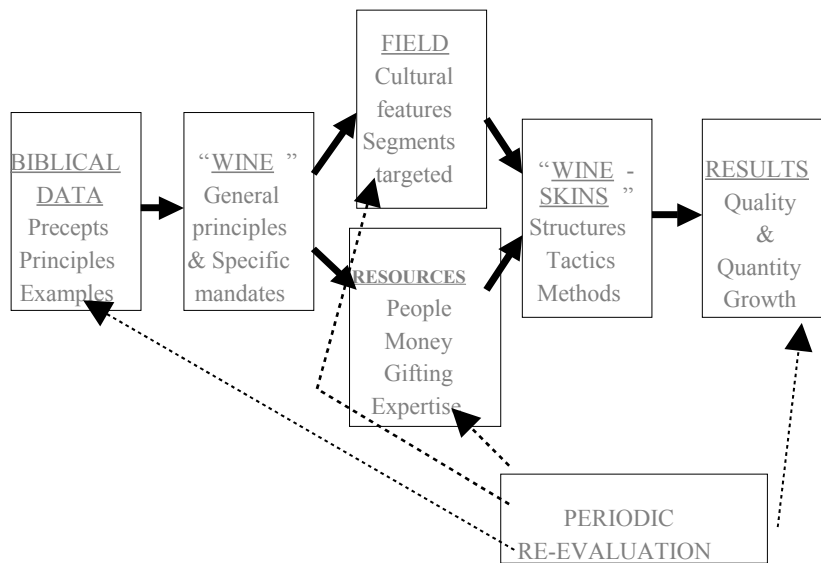 BIBLICAL
DATA
Precepts
Principles
Examples
“WINE ”
General
principles
& Specific
mandates
FIELD
Cultural
features
Segments
targeted
RESOURCES
People
Money
Gifting
Expertise
“WINE -
SKINS ”
Structures
Tactics
Methods
RESULTS
Quality
&
Quantity
Growth
PERIODIC
RE-EVALUATION